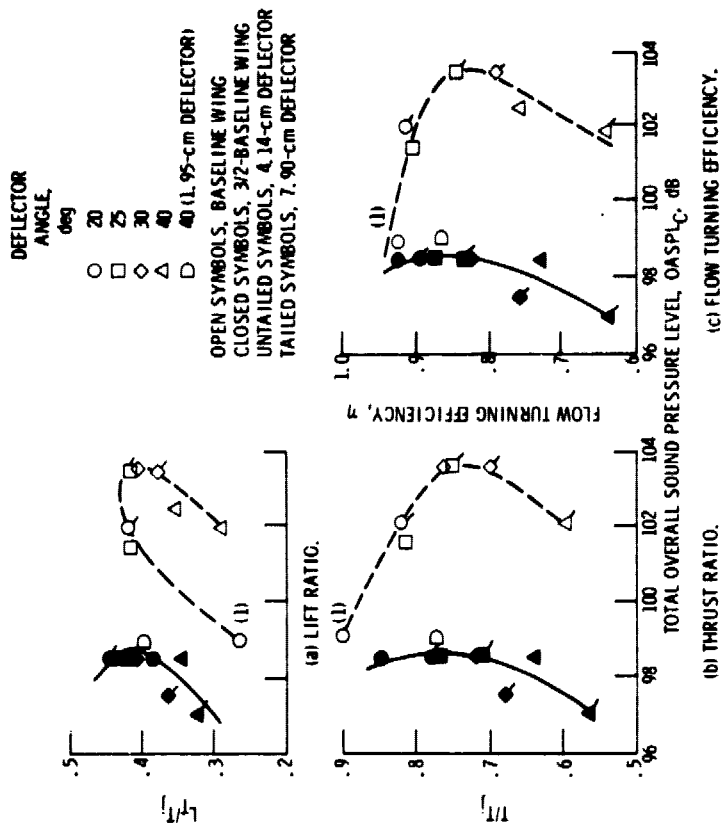 DEFLECTOR
ANGLE,
deg
20
25
30
40
40 (1.95-cm DEFLECTOR)
OPEN SYMBOLS, BASELINE WING
CLOSED SYMBOLS, 3/2-BASELINE WING
UNTAILED SYMBOLS, 4.14-cm DEFLECTOR
TAILED SYMBOLS, 7.90-cm DEFLECTOR
.5
.4
.3
.2
L_T/T_j
(1)
(a) LIFT RATIO.
.9
.8
.7
.6
.5
T/T_j
(1)
96
98
100
102
104
(b) THRUST RATIO.
1.0
.9
.8
.7
.6
FLOW TURNING EFFICIENCY, η
(1)
96
98
100
102
104
TOTAL OVERALL SOUND PRESSURE LEVEL, OASPL_C, dB
(c) FLOW TURNING EFFICIENCY.